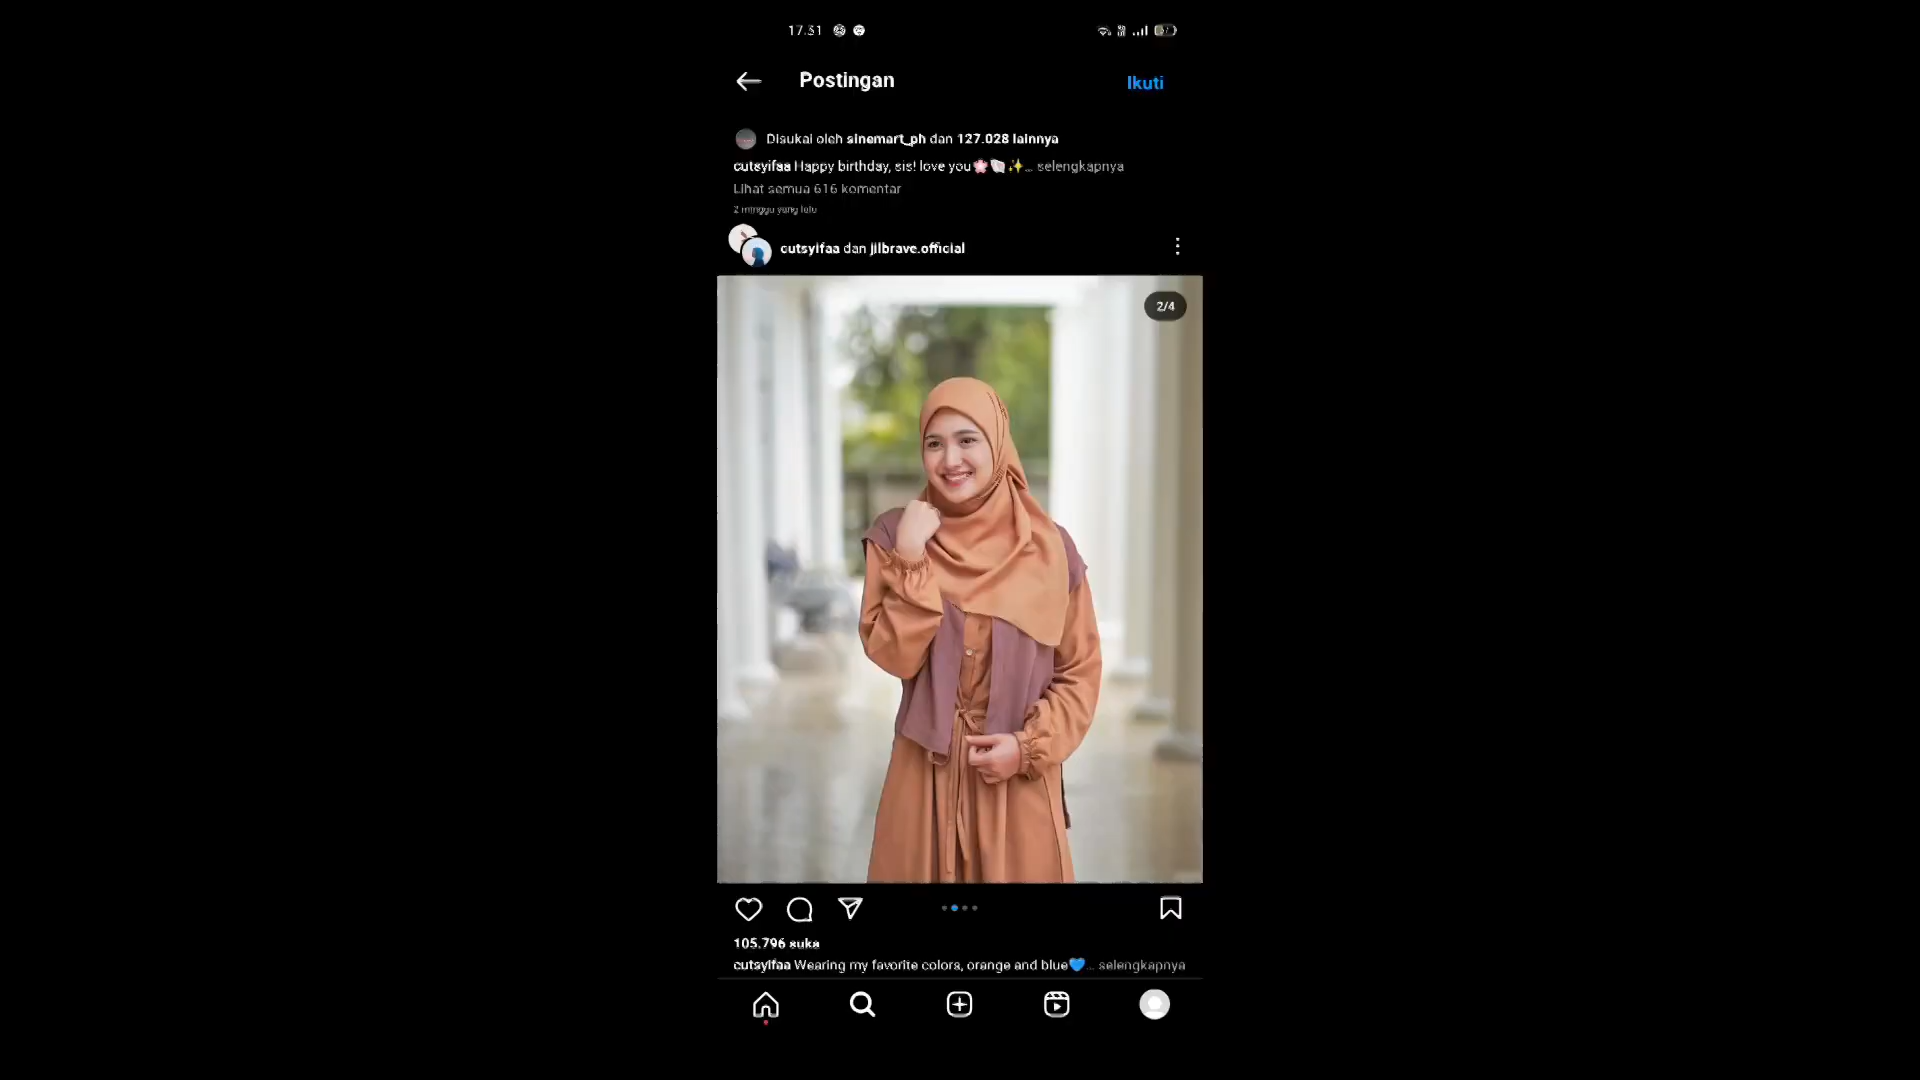 17.31
Postingan
Ikuti
Disukai oleh sinemart_ph dan 127.028 lainnya
cutsyifaa Happy birthday, sis! love you🌸🐚✨... selengkapnya
Lihat semua 616 komentar
2 minggu yang lalu
cutsyifaa dan jilbrave.official
2/4
105.796 suka
cutsyifaa Wearing my favorite colors, orange and blue💙... selengkapnya